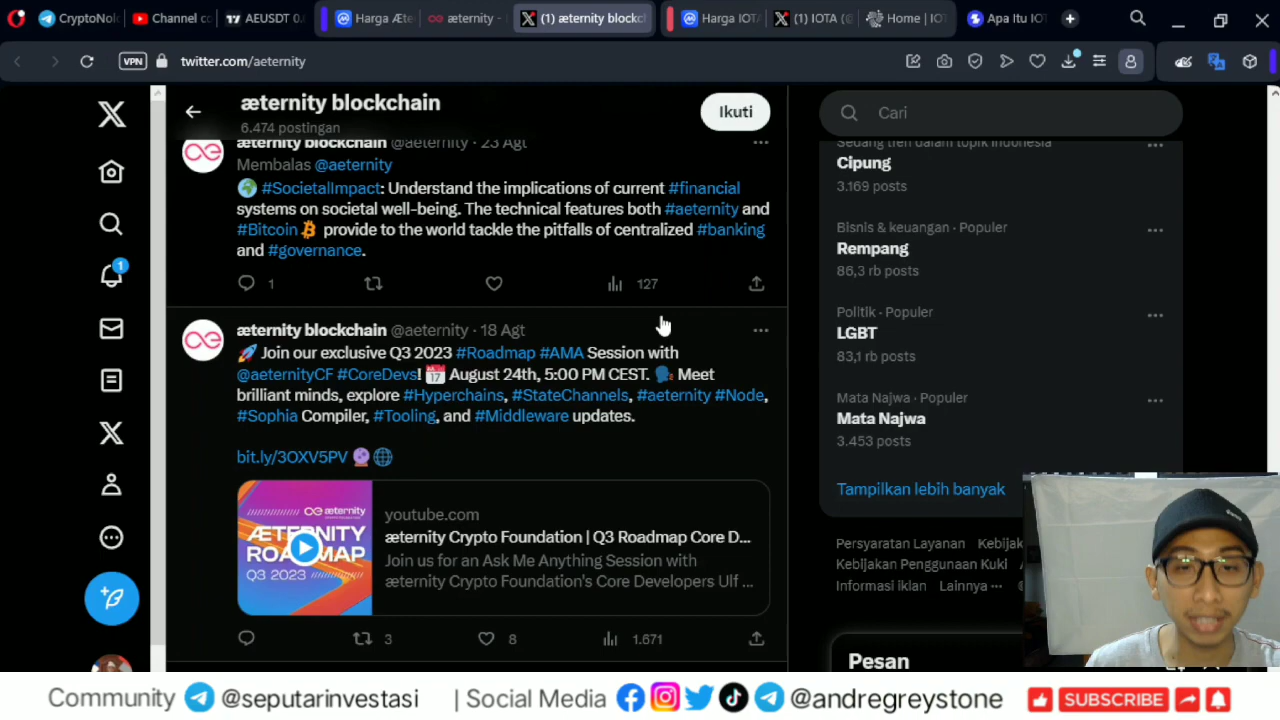 CryptoNol
Channel cc
AEUSDT 0.
Harga Æte
æternity -
(1) æternity blockc
Harga IOTA
(1) IOTA (@
Home | IO
Apa Itu IO
VPN
twitter.com/aeternity
æternity blockchain
6.474 postingan
Ikuti
æternity blockchain @aeternity · 23 Agt
Membalas @aeternity
#SocietalImpact: Understand the implications of current #financial
systems on societal well-being. The technical features both #aeternity and
#Bitcoin provide to the world tackle the pitfalls of centralized #banking
and #governance.
1
127
æternity blockchain @aeternity · 18 Agt
Join our exclusive Q3 2023 #Roadmap #AMA Session with
@aeternityCF #CoreDevs! August 24th, 5:00 PM CEST. Meet
brilliant minds, explore #Hyperchains, #StateChannels, #aeternity #Node,
#Sophia Compiler, #Tooling, and #Middleware updates.
bit.ly/3OXV5PV
æternity
ÆTERNITY
ROADMAP
Q3 2023
youtube.com
æternity Crypto Foundation | Q3 Roadmap Core D...
Join us for an Ask Me Anything Session with
æternity Crypto Foundation's Core Developers Ulf ...
3
8
1.671
1
Cari
Sedang tren dalam topik Indonesia
Cipung
3.169 posts
Bisnis & keuangan · Populer
Rempang
86,3 rb posts
Politik · Populer
LGBT
83,1 rb posts
Mata Najwa · Populer
Mata Najwa
3.453 posts
Tampilkan lebih banyak
Persyaratan Layanan Kebijak
Kebijakan Penggunaan Kuki
Informasi iklan Lainnya ···
Pesan
Community @seputarinvestasi | Social Media @andregreystone SUBSCRIBE